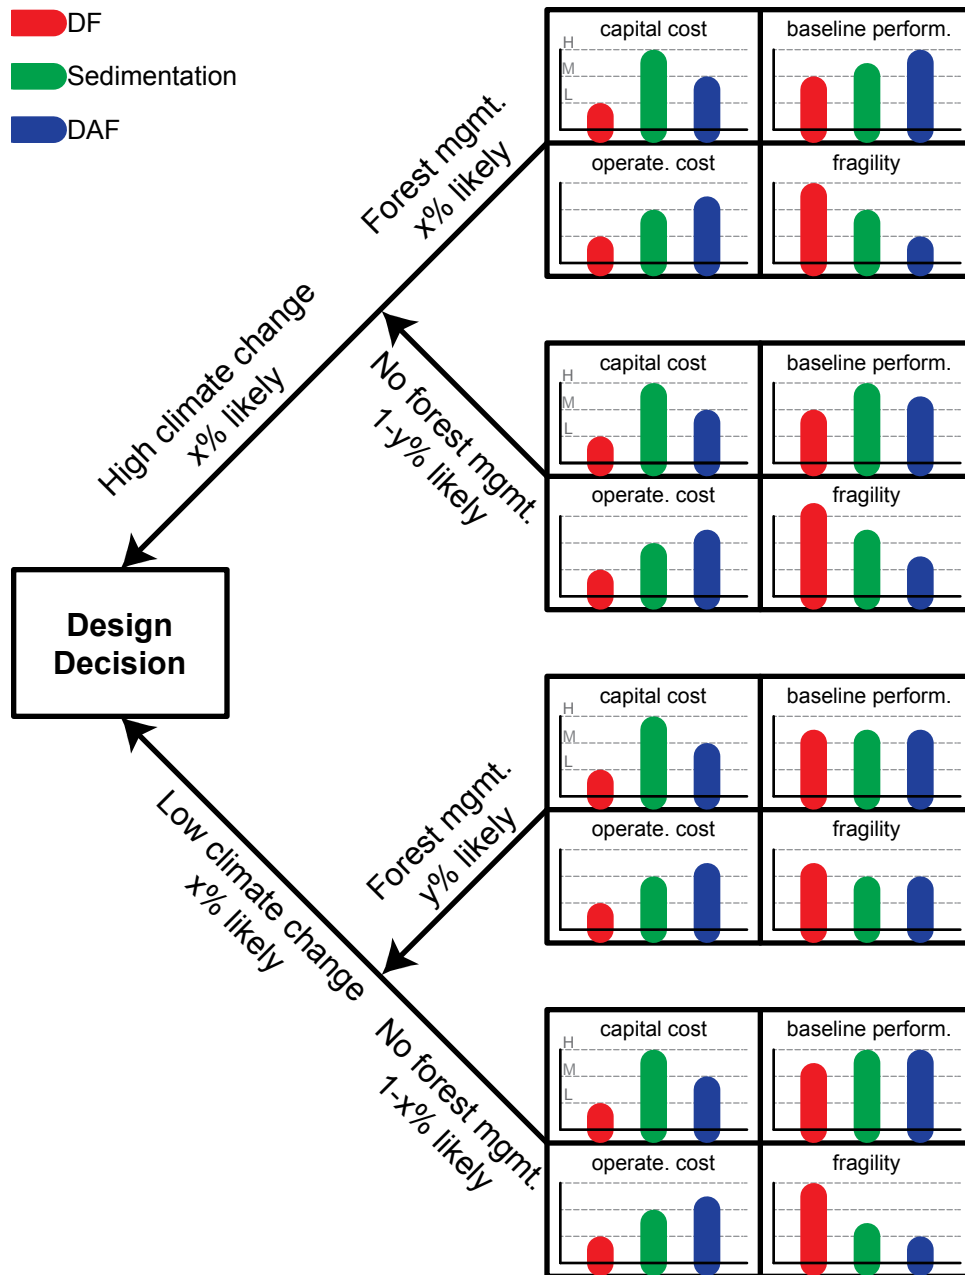 DF
Sedimentation
DAF
Forest mgmt.
x% likely
High climate change
x% likely
No forest mgmt.
1-y% likely
Design
Decision
Low climate change
x% likely
Forest mgmt.
y% likely
No forest mgmt.
1-x% likely
capital cost
H
M
L
baseline perform.
operate. cost
fragility
capital cost
H
M
L
baseline perform.
operate. cost
fragility
capital cost
H
M
L
baseline perform.
operate. cost
fragility
capital cost
H
M
L
baseline perform.
operate. cost
fragility